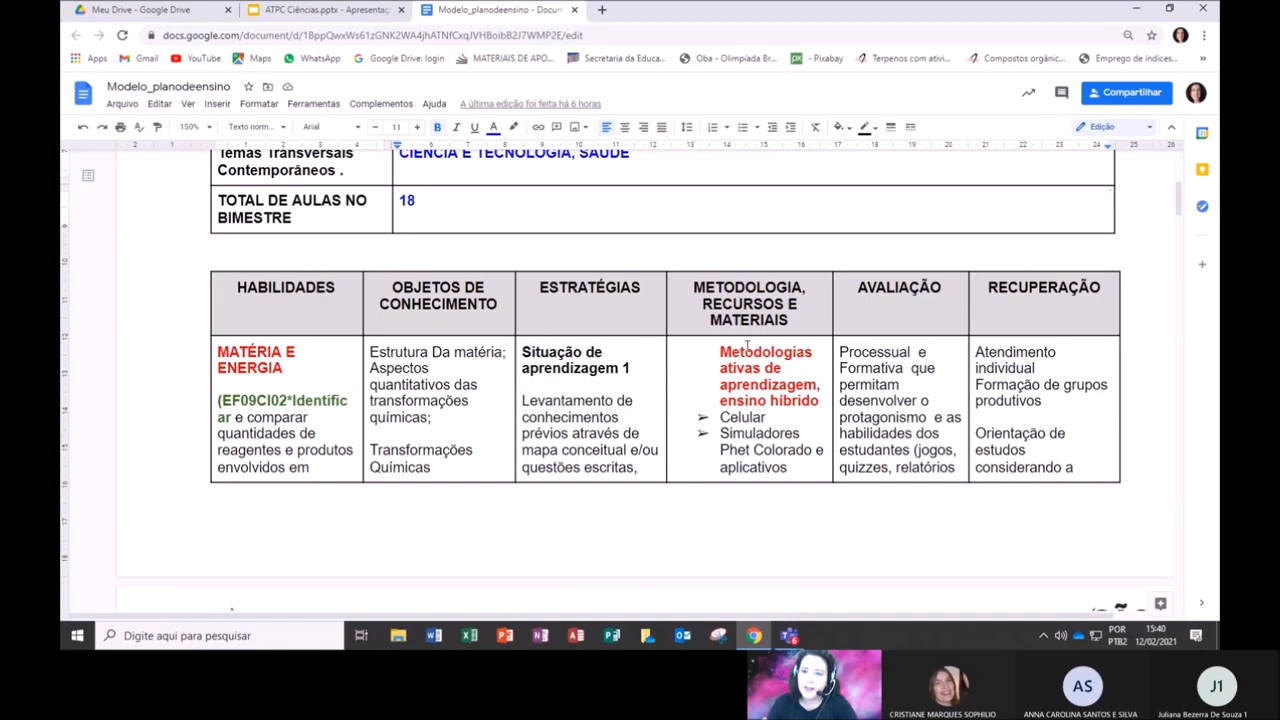 Meu Drive - Google Drive
ATPC Ciências.pptx - Apresentaç
Modelo_planodeensino - Docum
docs.google.com/document/d/1BppQwxWs61zGNK2WA4jhATNfCxqJVHBoibB2J7WMP2E/edit
Apps
Gmail
YouTube
Maps
WhatsApp
Google Drive: login
MATERIAIS DE APO...
Secretaria da Educa...
Oba - Olimpíada Br...
- Pixabay
Terpenos com ativi...
Compostos orgânic...
Emprego de índices...
Modelo_planodeensino
Arquivo Editar Ver Inserir Formatar Ferramentas Complementos Ajuda
A última edição foi feita há 6 horas
Compartilhar
150%
Texto norm...
Arial
11
Edição
Temas Transversais
Contemporâneos .
CIÊNCIA E TECNOLOGIA, SAÚDE
TOTAL DE AULAS NO
BIMESTRE
18
HABILIDADES
OBJETOS DE
CONHECIMENTO
ESTRATÉGIAS
METODOLOGIA,
RECURSOS E
MATERIAIS
AVALIAÇÃO
RECUPERAÇÃO
MATÉRIA E
ENERGIA
(EF09CI02*Identific
ar e comparar
quantidades de
reagentes e produtos
envolvidos em
Estrutura Da matéria;
Aspectos
quantitativos das
transformações
químicas;
Transformações
Químicas
Situação de
aprendizagem 1
Levantamento de
conhecimentos
prévios através de
mapa conceitual e/ou
questões escritas,
Metodologias
ativas de
aprendizagem,
ensino híbrido
➢ Celular
➢ Simuladores
Phet Colorado e
aplicativos
Processual e
Formativa que
permitam
desenvolver o
protagonismo e as
habilidades dos
estudantes (jogos,
quizzes, relatórios
Atendimento
individual
Formação de grupos
produtivos
Orientação de
estudos
considerando a
Digite aqui para pesquisar
POR
PTB2
15:40
12/02/2021
CRISTIANE MARQUES SOPHILIO
AS
ANNA CAROLINA SANTOS E SILVA
J1
Juliana Bezerra De Souza 1